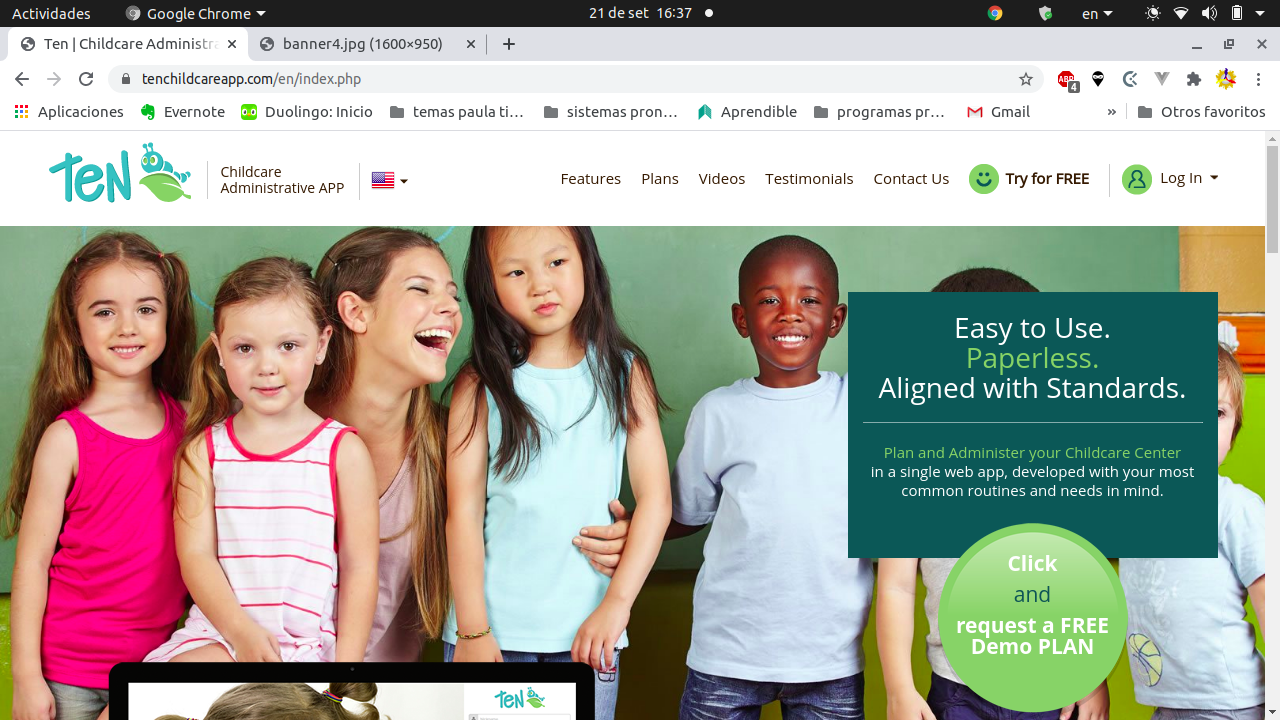 Actividades Google Chrome 21 de set 16:37 en
Ten | Childcare Administra banner4.jpg (1600×950)
tenchildcareapp.com/en/index.php
ABP 4
Aplicaciones Evernote Duolingo: Inicio temas paula ti… sistemas pron… Aprendible programas pr… Gmail » Otros favoritos
Ten
Childcare
Administrative APP
Features Plans Videos Testimonials Contact Us Try for FREE Log In
Easy to Use.
Paperless.
Aligned with Standards.
Plan and Administer your Childcare Center
in a single web app, developed with your most
common routines and needs in mind.
Click
and
request a FREE
Demo PLAN
Ten